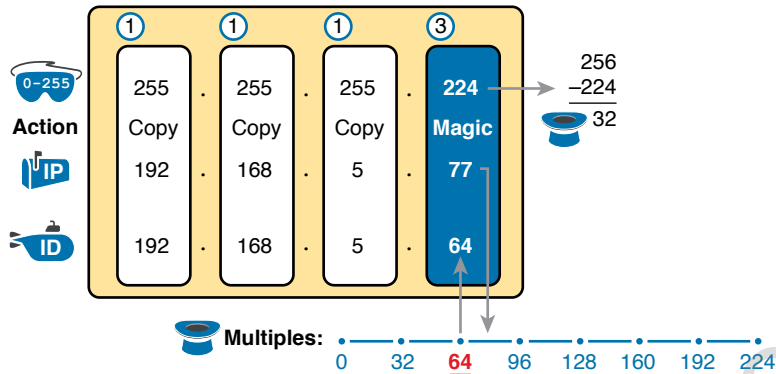 1 1 1 3
0–255 255 . 255 . 255 . 224 256
–224
32
Action Copy Copy Copy Magic
IP 192 . 168 . 5 . 77
ID 192 . 168 . 5 . 64
Multiples:
0 32 64 96 128 160 192 224